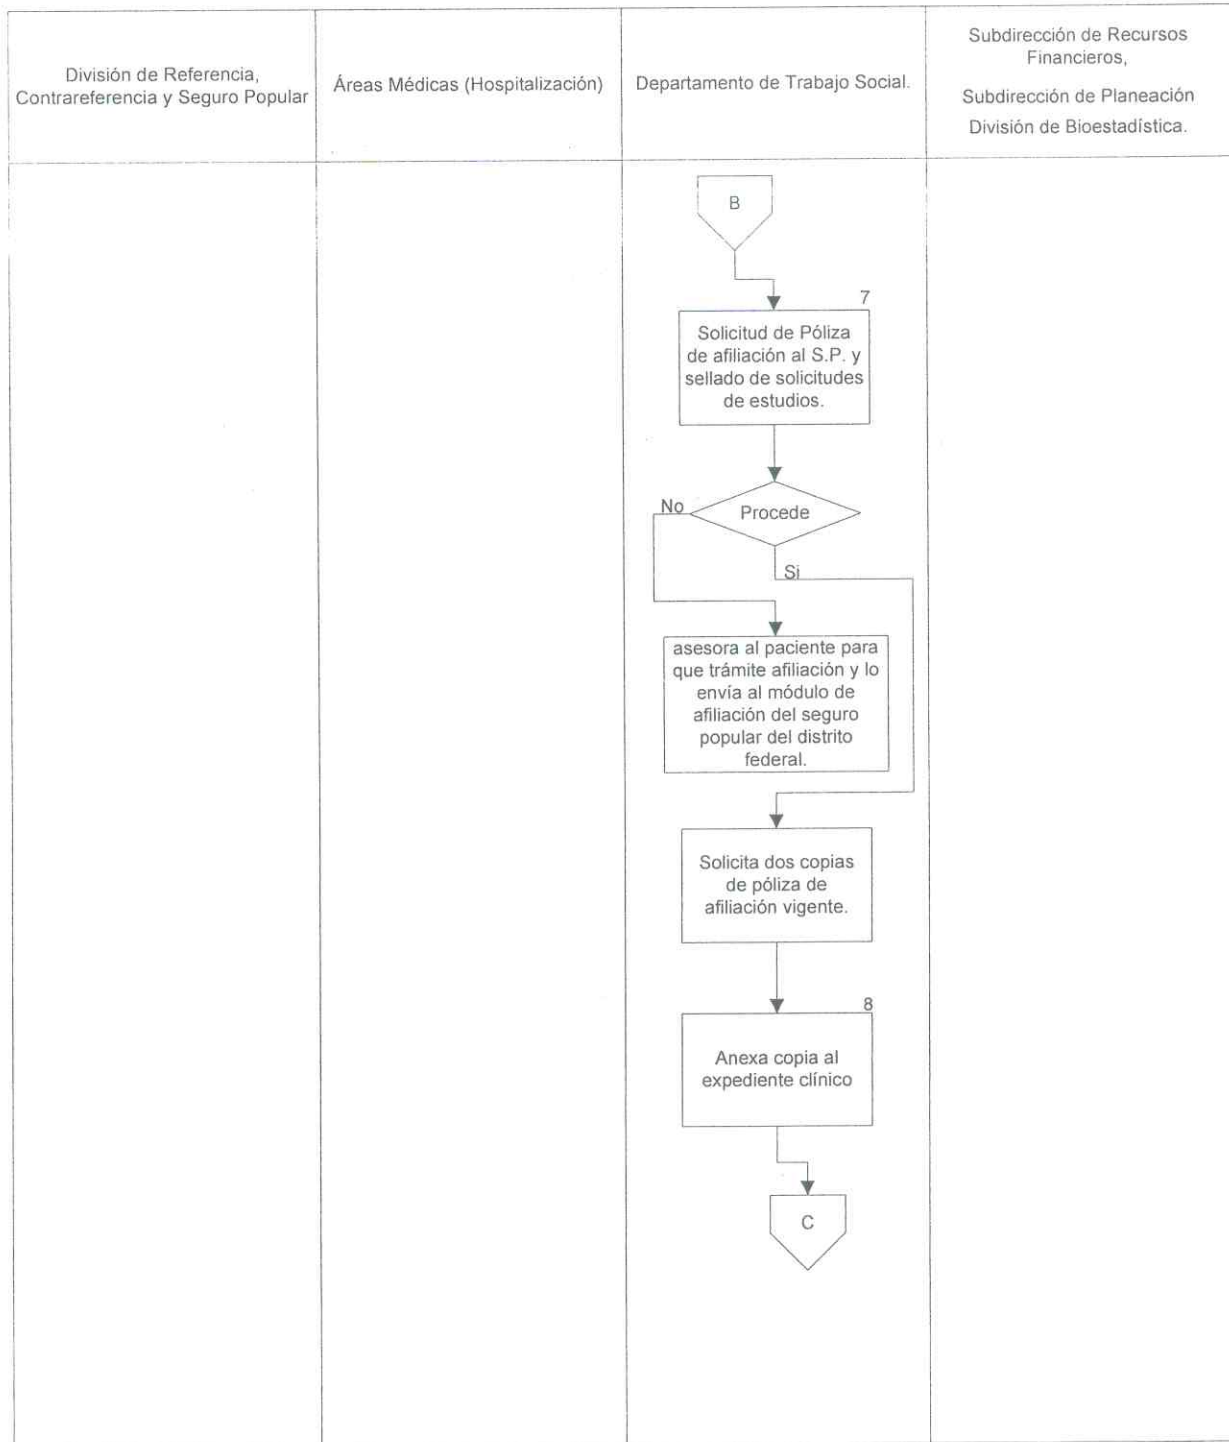 División de Referencia,
Contrareferencia y Seguro Popular
Áreas Médicas (Hospitalización)
Departamento de Trabajo Social.
Subdirección de Recursos
Financieros,
Subdirección de Planeación
División de Bioestadística.
B
7
Solicitud de Póliza
de afiliación al S.P. y
sellado de solicitudes
de estudios.
No
Procede
Si
asesora al paciente para
que trámite afiliación y lo
envía al módulo de
afiliación del seguro
popular del distrito
federal.
Solicita dos copias
de póliza de
afiliación vigente.
8
Anexa copia al
expediente clínico
C